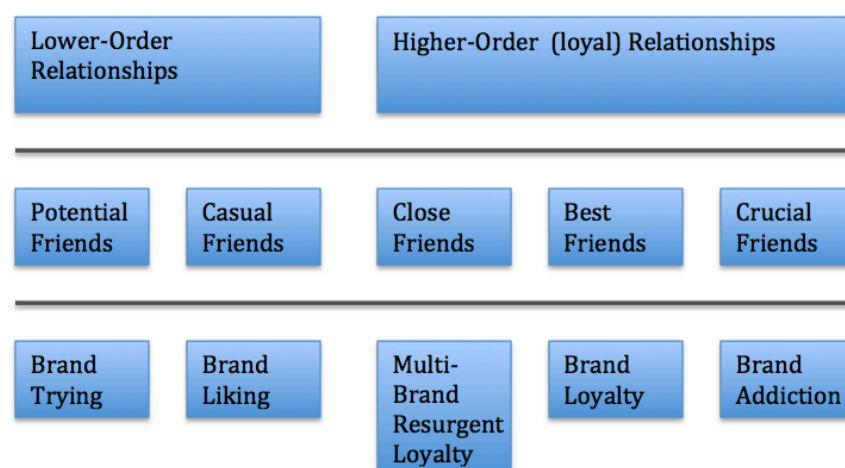 Lower-Order
Relationships
Higher-Order (loyal) Relationships
Potential
Friends
Casual
Friends
Close
Friends
Best
Friends
Crucial
Friends
Brand
Trying
Brand
Liking
Multi-
Brand
Resurgent
Loyalty
Brand
Loyalty
Brand
Addiction